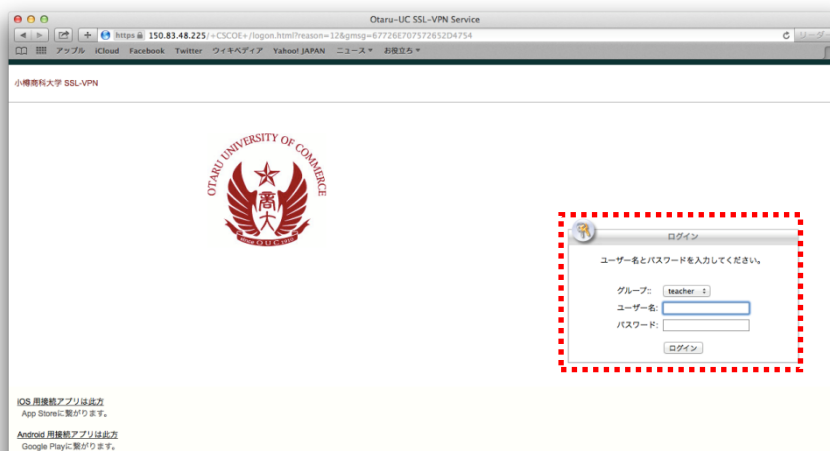 Otaru-UC SSL-VPN Service
https 150.83.48.225/+CSCOE+/logon.html?reason=12&gmsg=67726E707572652D4754
リーダー
アップル iCloud Facebook Twitter ウィキペディア Yahoo! JAPAN ニュース お役立ち
小樽商科大学 SSL-VPN
OTARU UNIVERSITY OF COMMERCE
商大
O U C
ログイン
ユーザー名とパスワードを入力してください。
グループ:: teacher
ユーザー名:
パスワード:
ログイン
iOS 用接続アプリは此方
App Storeに繋がります。
Android 用接続アプリは此方
Google Playに繋がります。